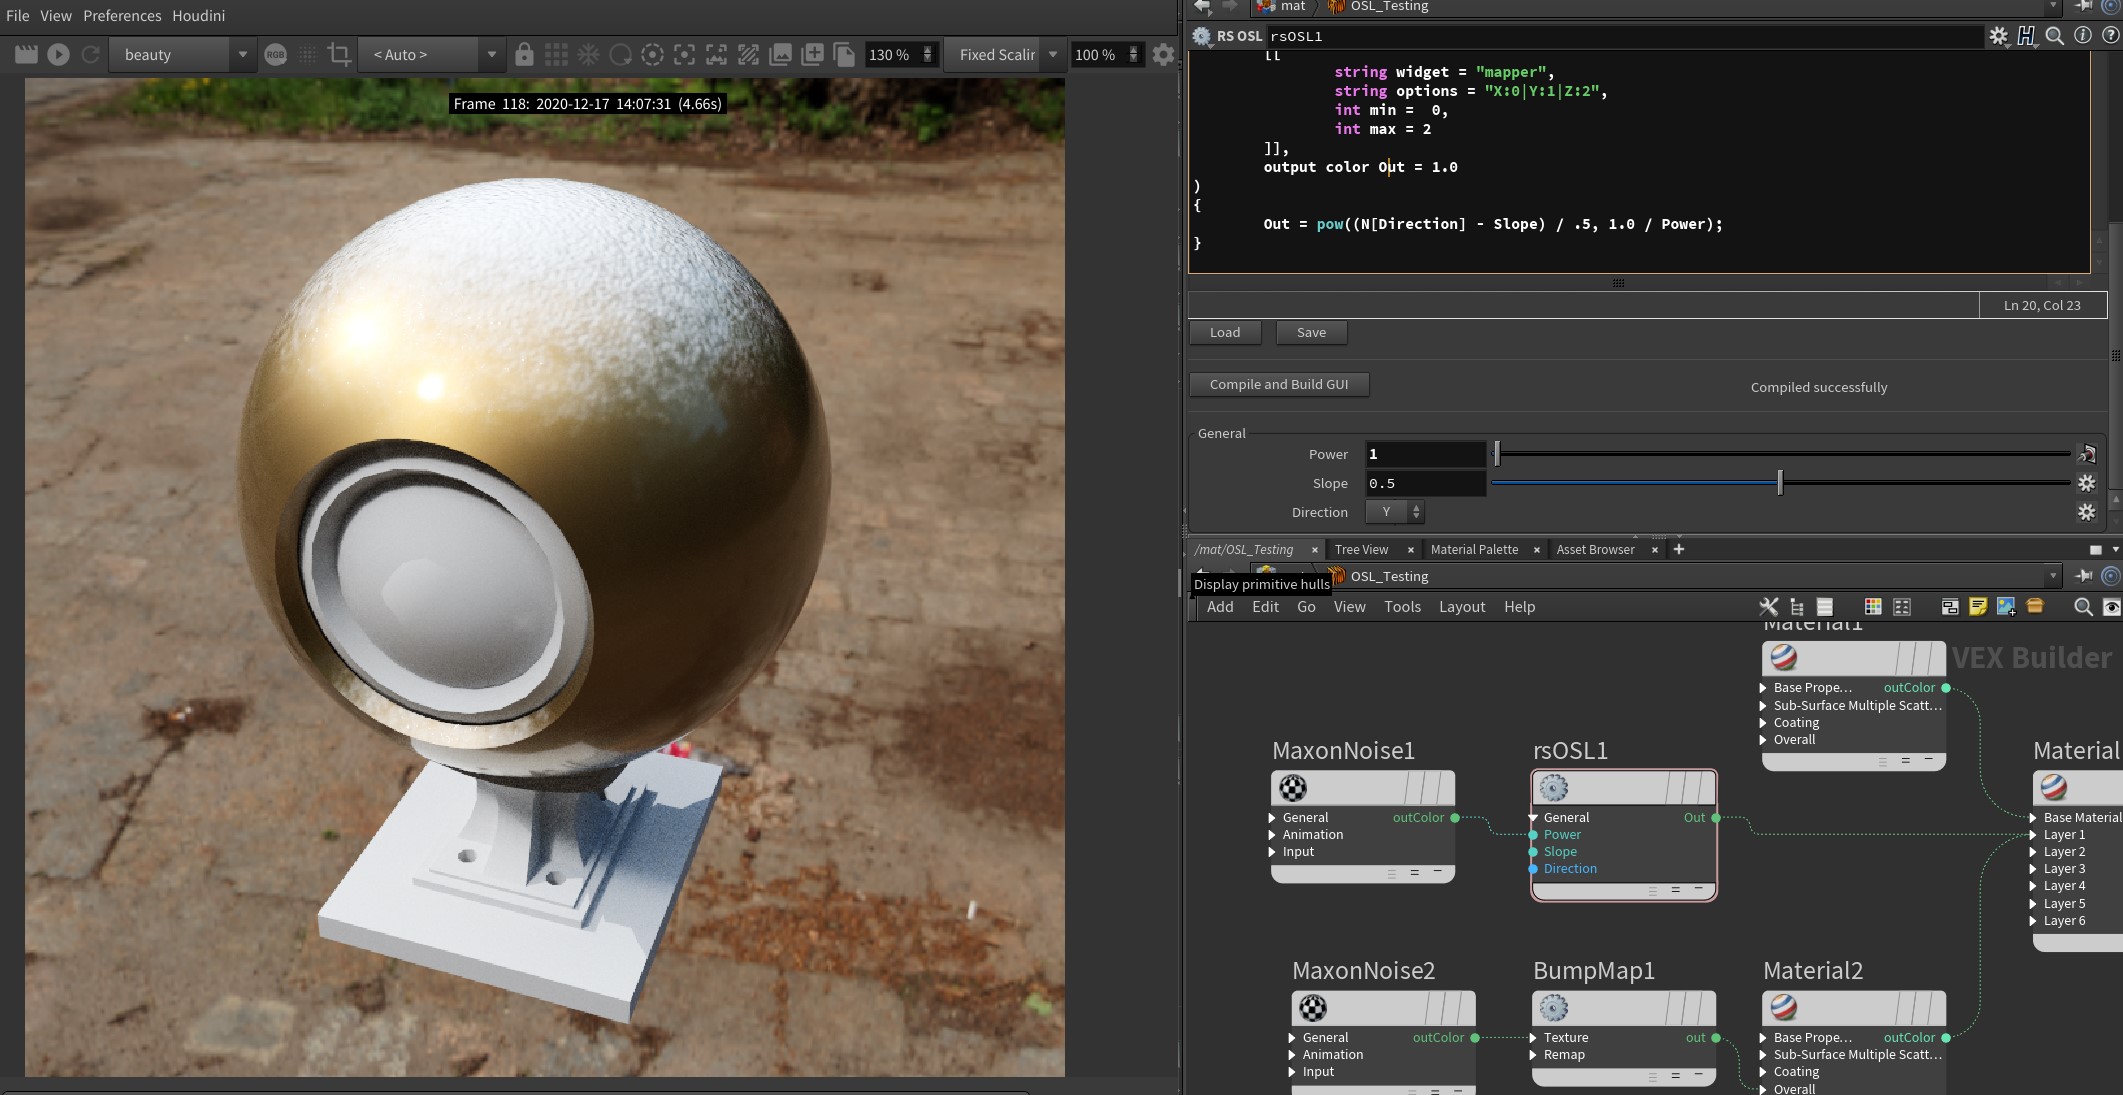 File View Preferences Houdini
beauty
RGB
< Auto >
130 %
Fixed Scalir
100 %
Frame 118: 2020-12-17 14:07:31 (4.66s)
mat OSL_Testing
RS OSL rsOSL1
[[
string widget = "mapper",
string options = "X:0|Y:1|Z:2",
int min =  0,
int max = 2
]],
output color Out = 1.0
)
{
Out = pow((N[Direction] - Slope) / .5, 1.0 / Power);
}
Ln 20, Col 23
Load Save
Compile and Build GUI
Compiled successfully
General
Power 1
Slope 0.5
Direction Y
/mat/OSL_Testing × Tree View × Material Palette × Asset Browser × +
OSL_Testing
Display primitive hulls
Add Edit Go View Tools Layout Help
VEX Builder
Material1
Base Prope... outColor
Sub-Surface Multiple Scatt...
Coating
Overall
MaxonNoise1
General outColor
Animation
Input
rsOSL1
General Out
Power
Slope
Direction
Material
Base Material
Layer 1
Layer 2
Layer 3
Layer 4
Layer 5
Layer 6
MaxonNoise2
General outColor
Animation
Input
BumpMap1
Texture out
Remap
Material2
Base Prope... outColor
Sub-Surface Multiple Scatt...
Coating
Overall